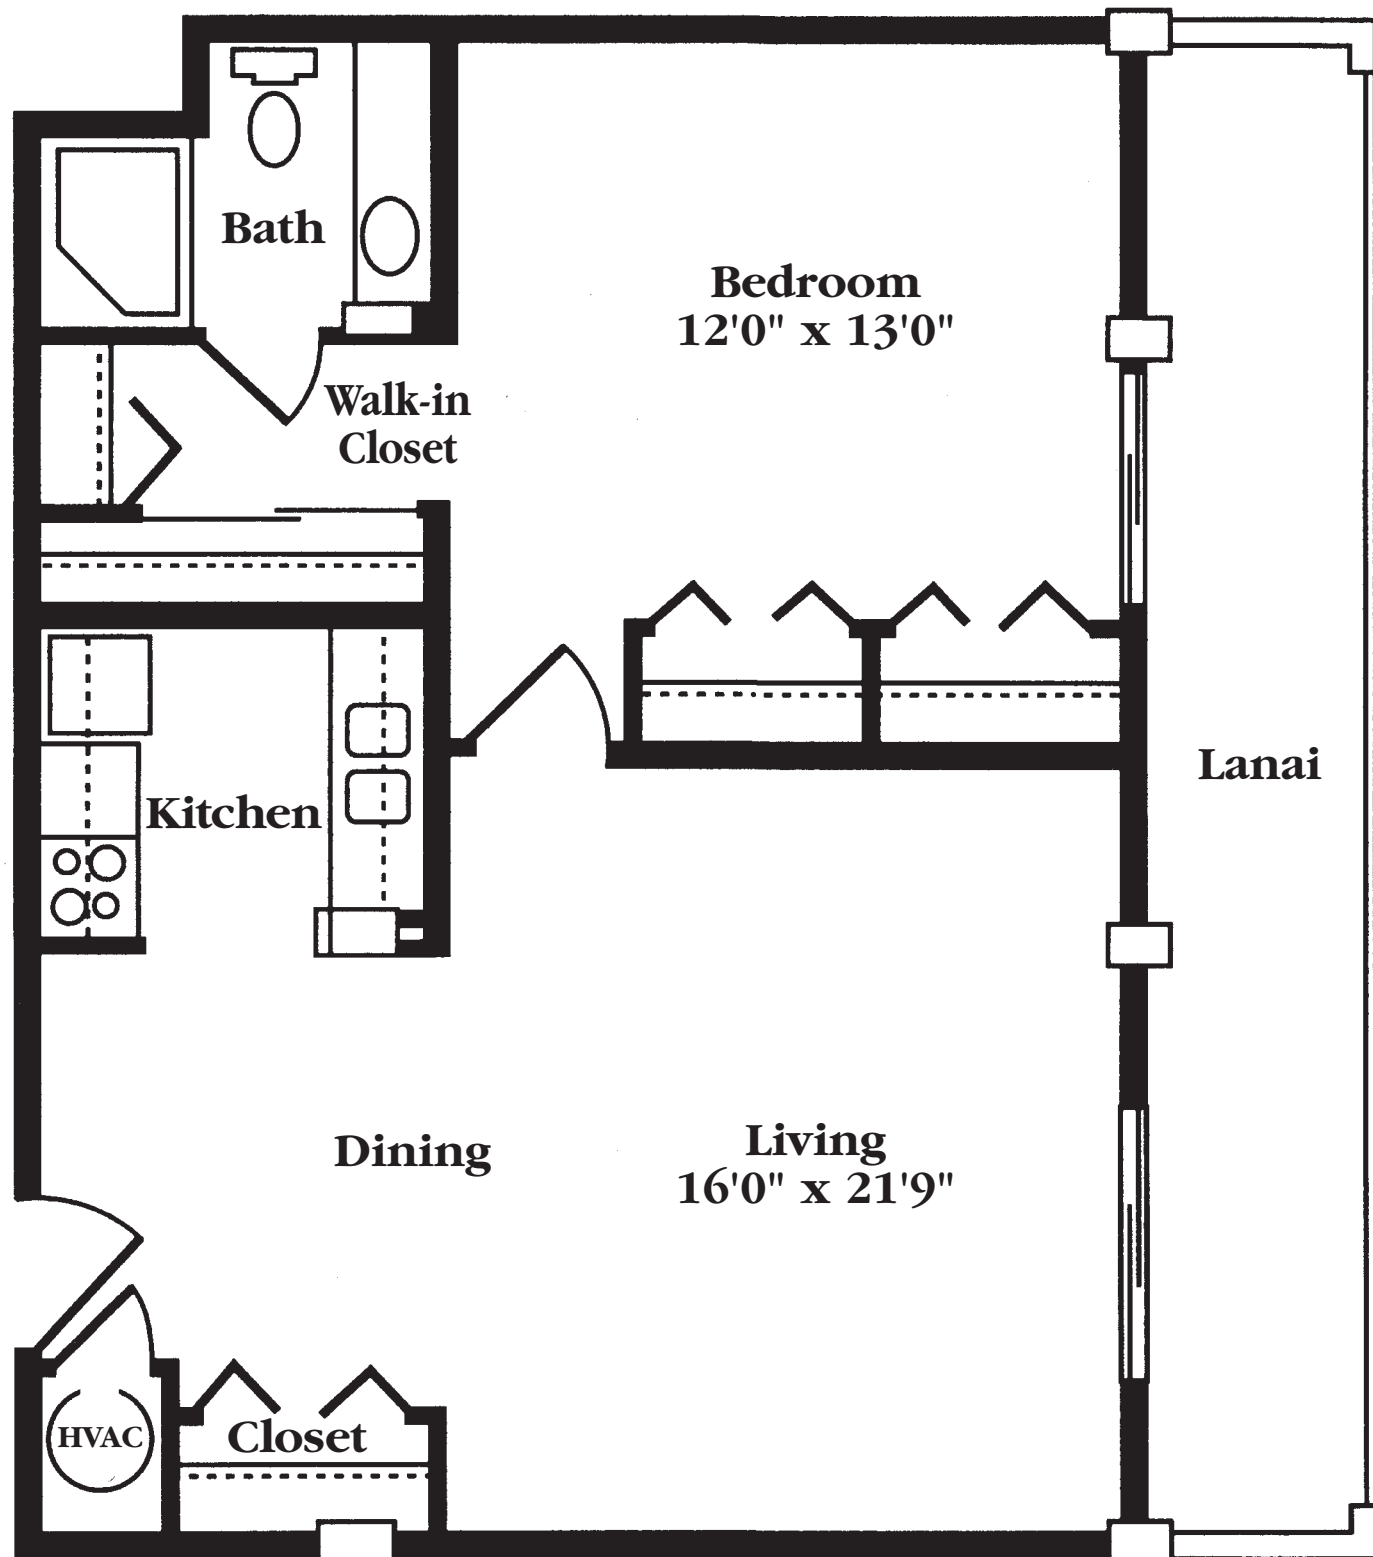 Bath
Bedroom
12'0" x 13'0"
Walk-in
Closet
Lanai
Kitchen
Dining
Living
16'0" x 21'9"
HVAC
Closet